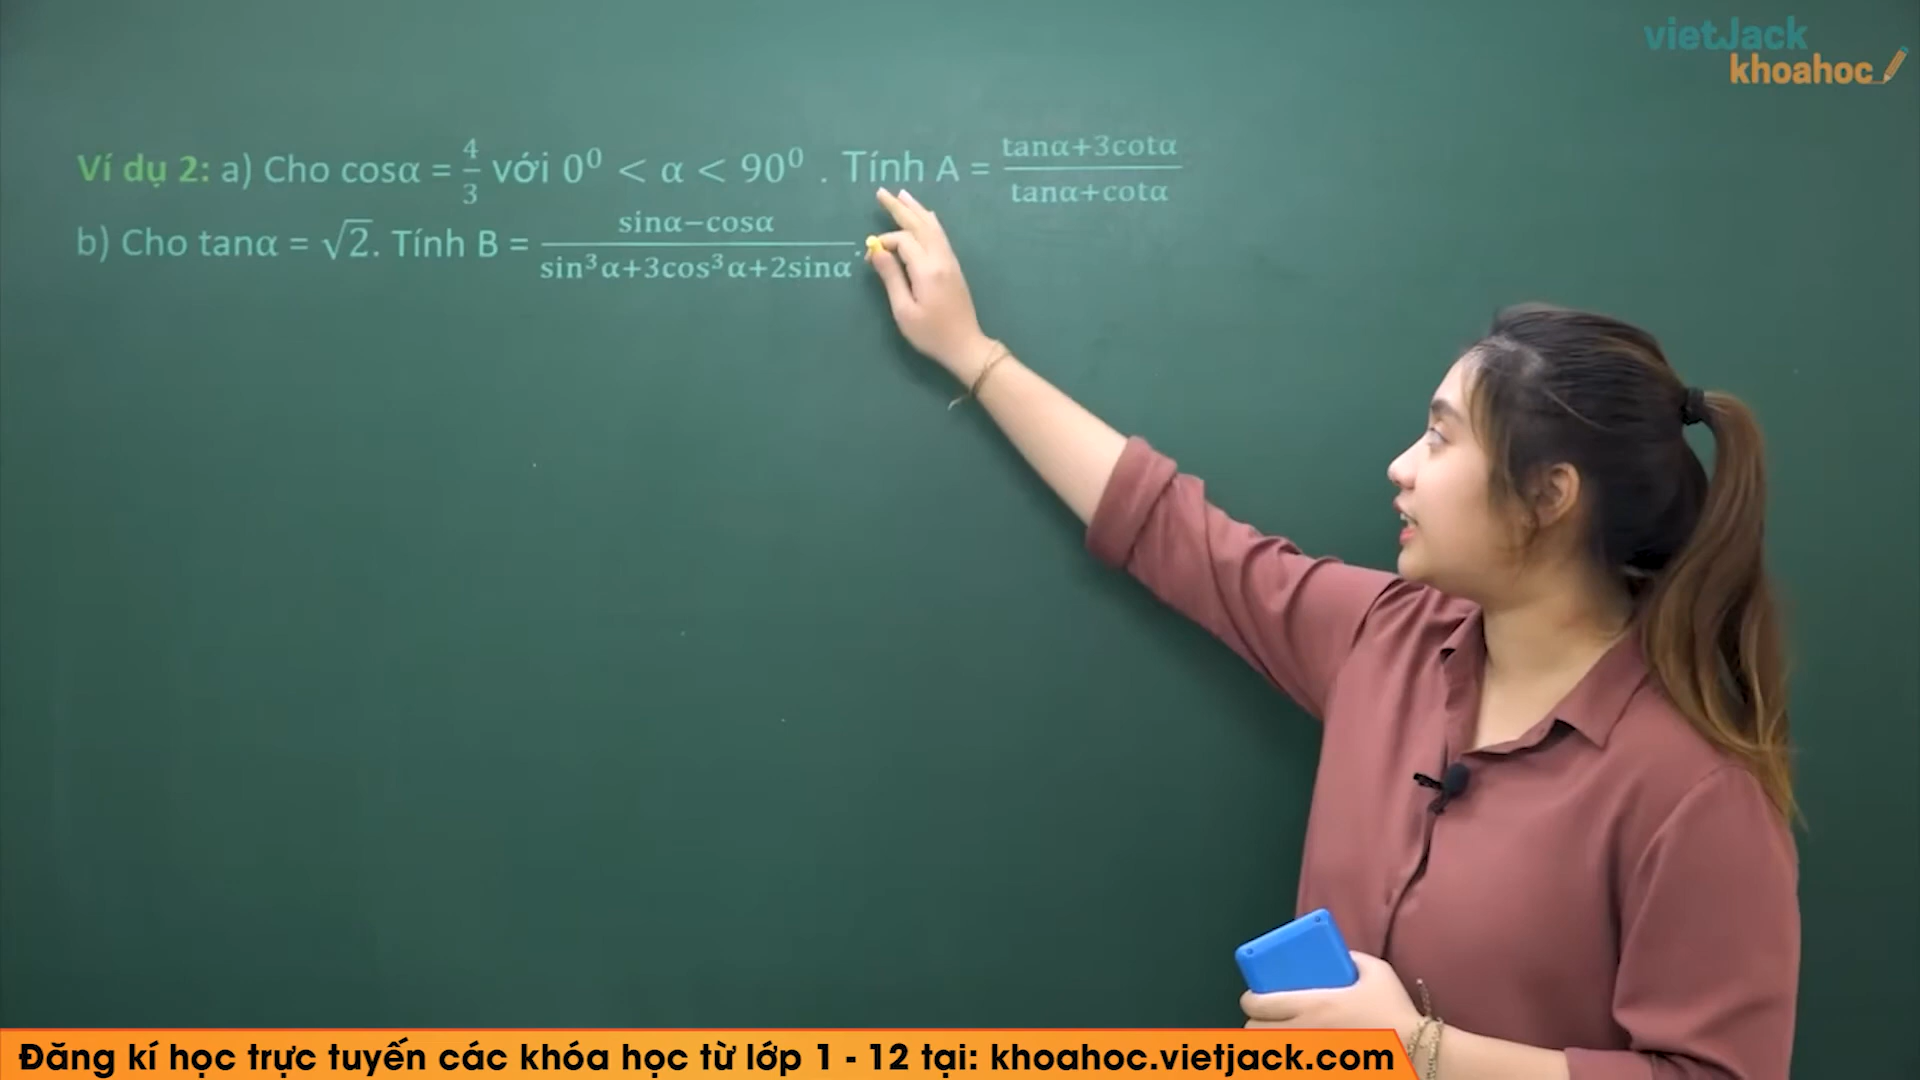 vietJack
khoahoc
Ví dụ 2: a) Cho cosα = 4/3 với 0⁰ < α < 90⁰ . Tính A = (tanα+3cotα)/(tanα+cotα)
b) Cho tanα = √2. Tính B = (sinα−cosα)/(sin³α+3cos³α+2sinα).
Đăng kí học trực tuyến các khóa học từ lớp 1 - 12 tại: khoahoc.vietjack.com